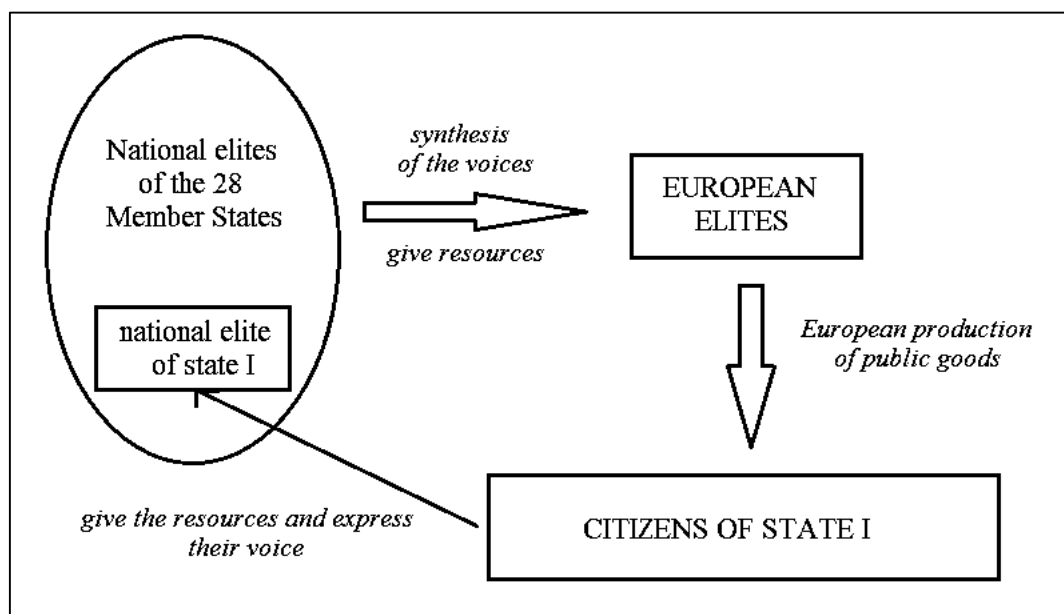 National elites
of the 28
Member States
national elite
of state I
synthesis
of the voices
give resources
EUROPEAN
ELITES
European production
of public goods
give the resources and express
their voice
CITIZENS OF STATE I